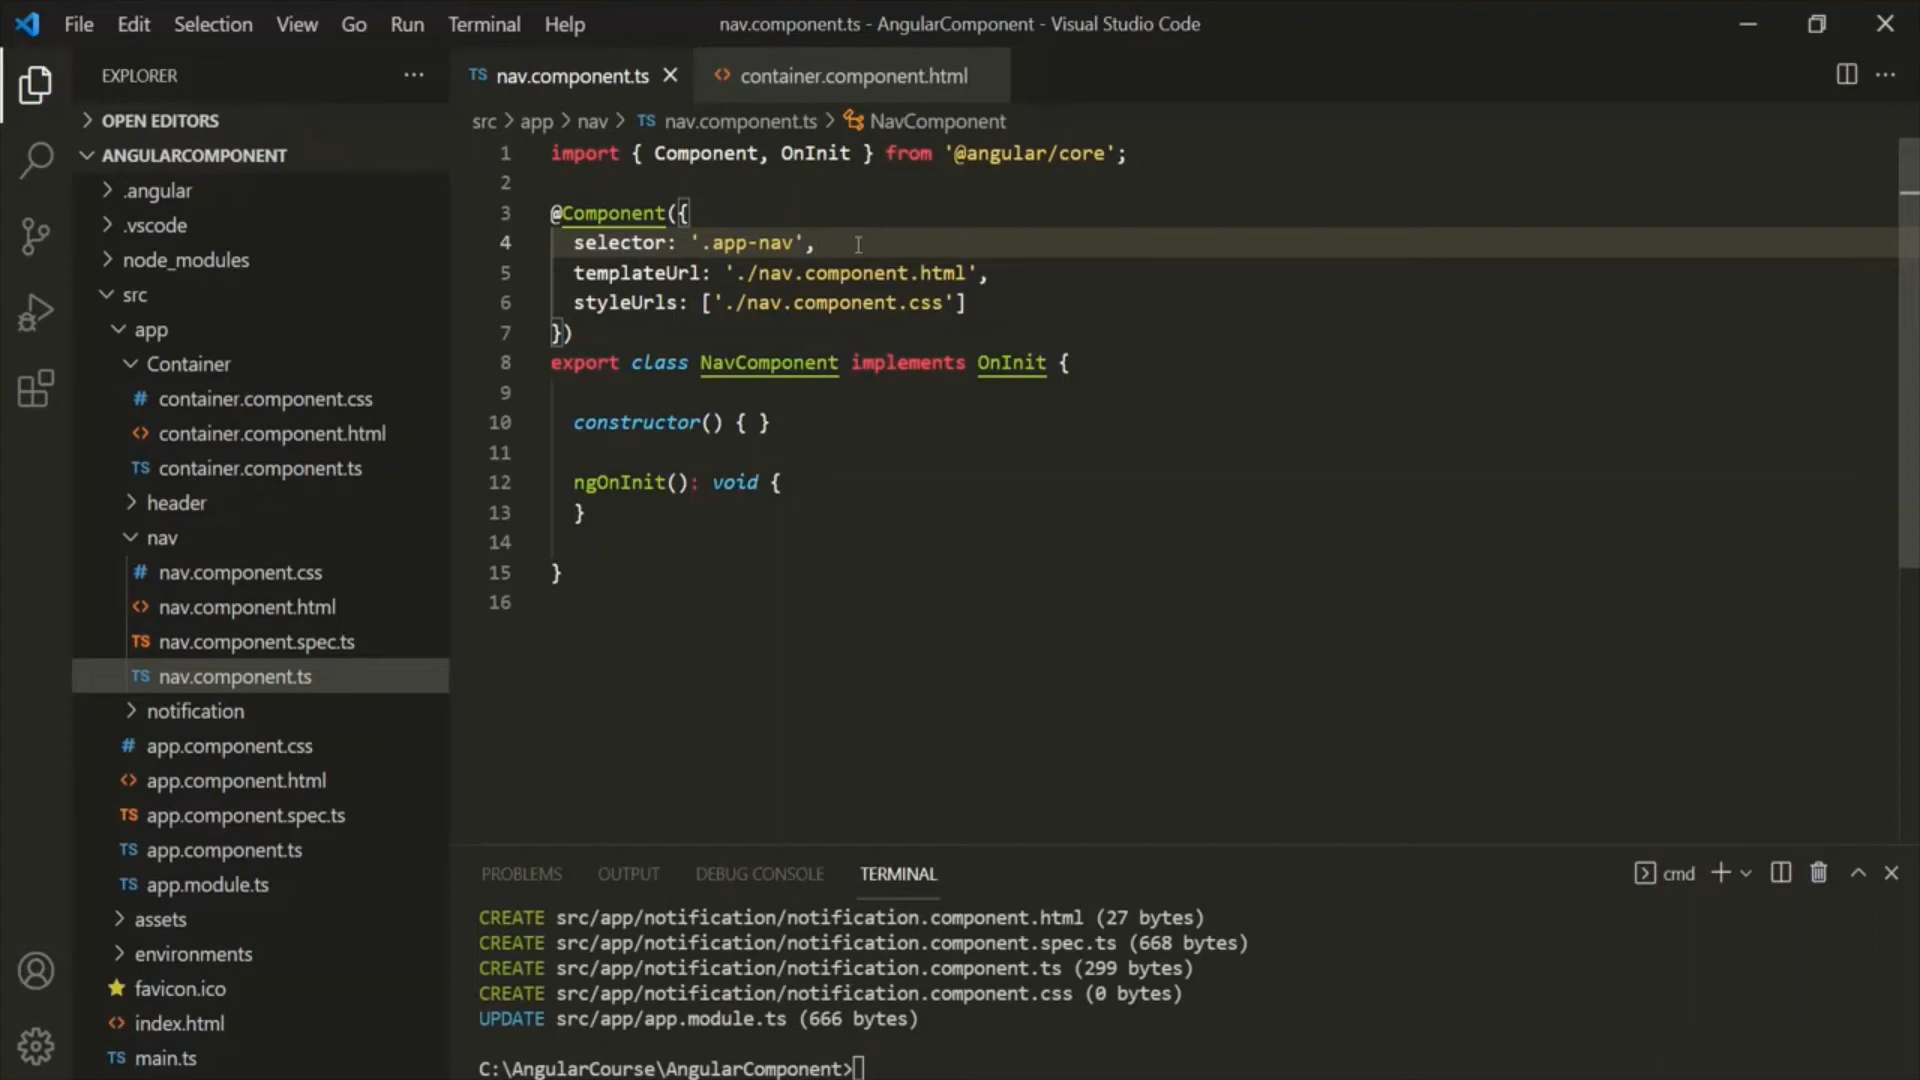 File Edit Selection View Go Run Terminal Help nav.component.ts - AngularComponent - Visual Studio Code
EXPLORER
TS nav.component.ts
<> container.component.html
OPEN EDITORS
ANGULARCOMPONENT
.angular
.vscode
node_modules
src
app
Container
# container.component.css
<> container.component.html
TS container.component.ts
header
nav
# nav.component.css
<> nav.component.html
TS nav.component.spec.ts
TS nav.component.ts
notification
# app.component.css
<> app.component.html
TS app.component.spec.ts
TS app.component.ts
TS app.module.ts
assets
environments
favicon.ico
<> index.html
TS main.ts
src > app > nav > TS nav.component.ts > NavComponent
1 import { Component, OnInit } from '@angular/core';
2
3 @Component({
4 selector: '.app-nav',
5 templateUrl: './nav.component.html',
6 styleUrls: ['./nav.component.css']
7 })
8 export class NavComponent implements OnInit {
9
10 constructor() { }
11
12 ngOnInit(): void {
13 }
14
15 }
16
PROBLEMS OUTPUT DEBUG CONSOLE TERMINAL cmd
CREATE src/app/notification/notification.component.html (27 bytes)
CREATE src/app/notification/notification.component.spec.ts (668 bytes)
CREATE src/app/notification/notification.component.ts (299 bytes)
CREATE src/app/notification/notification.component.css (0 bytes)
UPDATE src/app/app.module.ts (666 bytes)
C:\AngularCourse\AngularComponent>